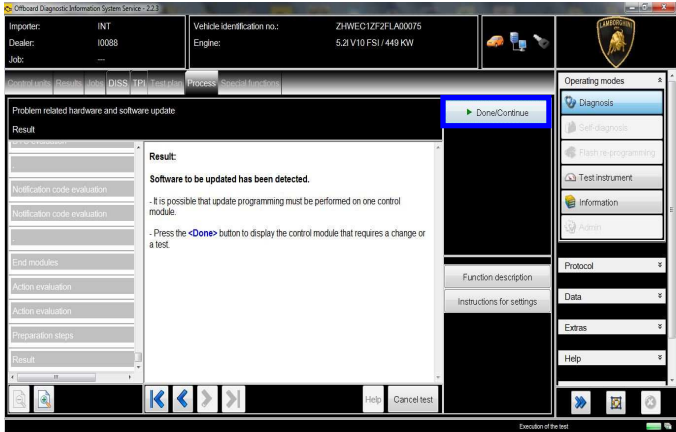 Offboard Diagnostic Information System Service - 2.2.3
Importer: INT
Dealer: I0088
Job: ---
Vehicle identification no.: ZHWEC1ZF2FLA00075
Engine: 5.2l V10 FSI / 449 KW
LAMBORGHINI
Control units Results Jobs DISS TPI Test plan Process Special functions
Problem related hardware and software update
Result
Done/Continue
Notification code evaluation
Notification code evaluation
End modules
Action evaluation
Action evaluation
Preparation steps
Result
Result:
Software to be updated has been detected.
- It is possible that update programming must be performed on one control
module.
- Press the <Done> button to display the control module that requires a change or
a test.
Function description
Instructions for settings
Help
Cancel test
Operating modes
Diagnosis
Self-diagnosis
Flash re-programming
Test instrument
Information
Admin
Protocol
Data
Extras
Help
Execution of the test